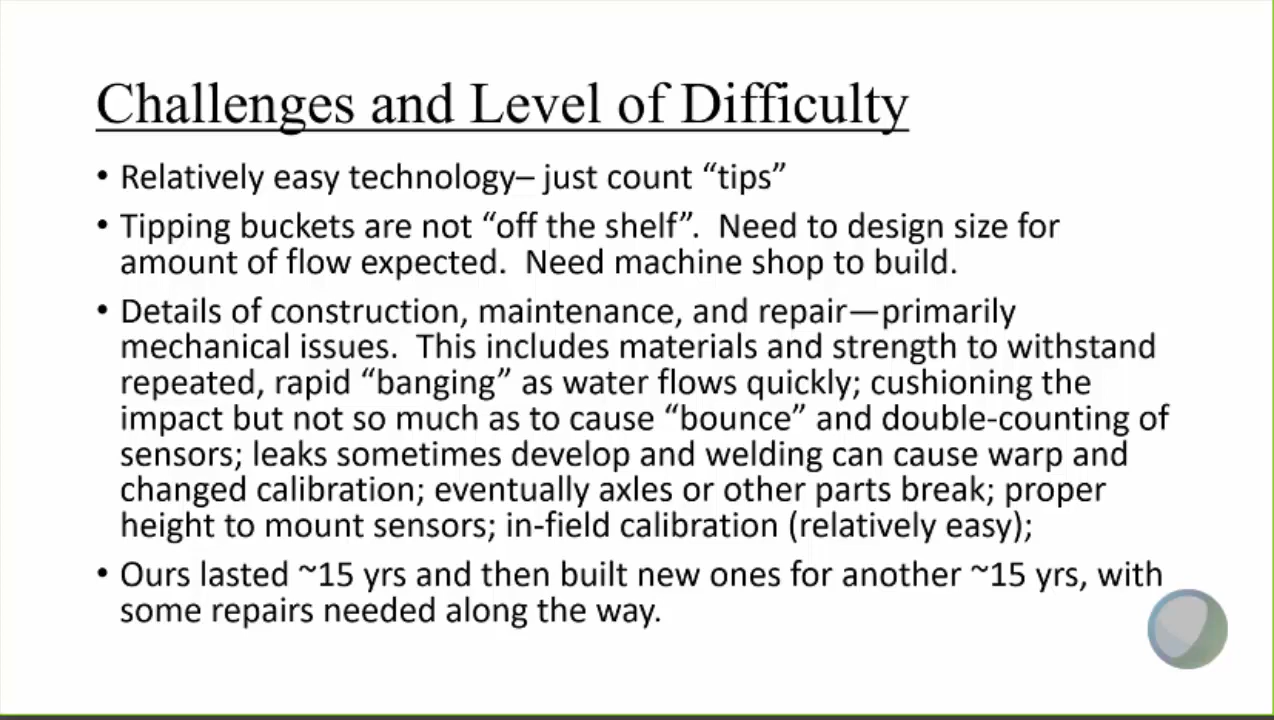 Challenges and Level of Difficulty
• Relatively easy technology– just count “tips”
• Tipping buckets are not “off the shelf”.  Need to design size for
amount of flow expected.  Need machine shop to build.
• Details of construction, maintenance, and repair—primarily
mechanical issues.  This includes materials and strength to withstand
repeated, rapid “banging” as water flows quickly; cushioning the
impact but not so much as to cause “bounce” and double-counting of
sensors; leaks sometimes develop and welding can cause warp and
changed calibration; eventually axles or other parts break; proper
height to mount sensors; in-field calibration (relatively easy);
• Ours lasted ~15 yrs and then built new ones for another ~15 yrs, with
some repairs needed along the way.